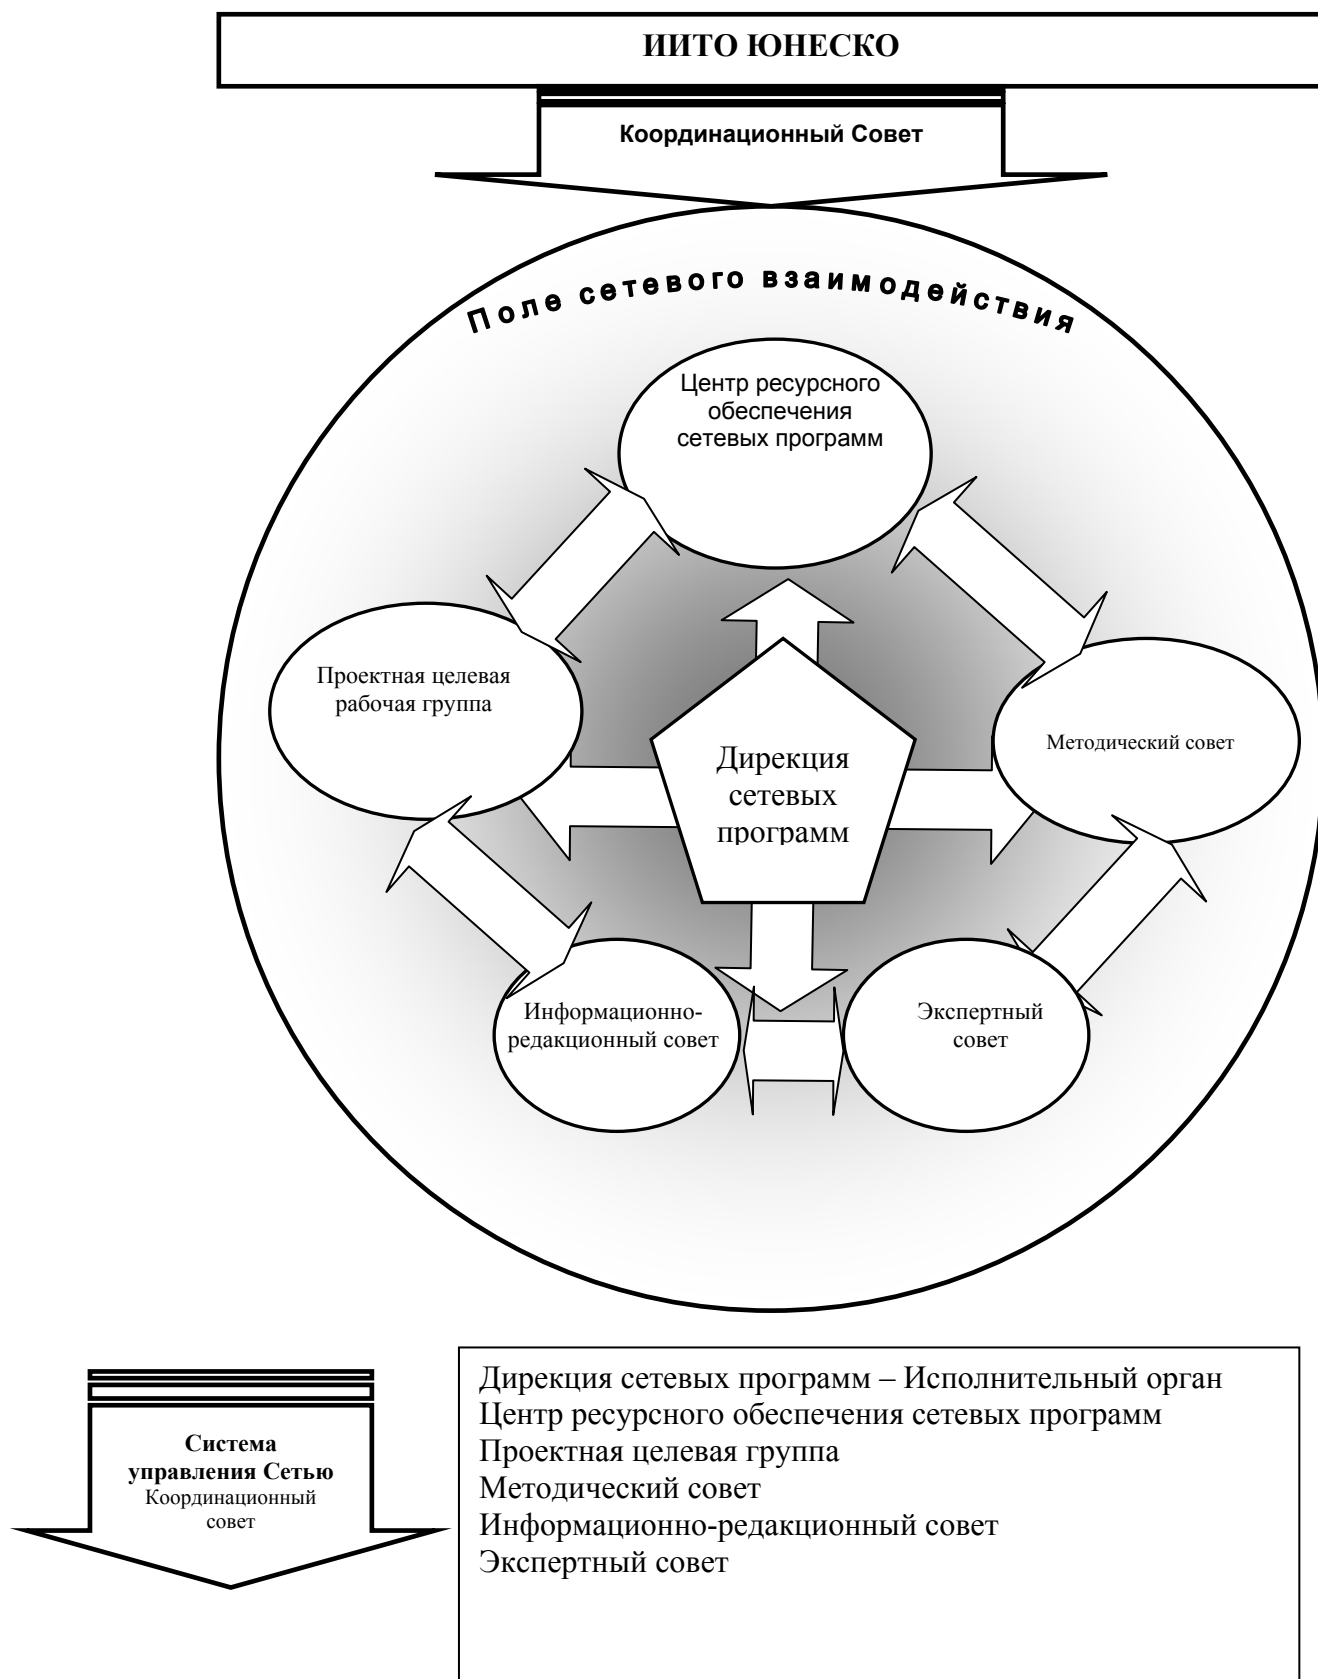 ИИТО ЮНЕСКО
Координационный Совет
Поле сетевого взаимодействия
Центр ресурсного
обеспечения
сетевых программ
Проектная целевая
рабочая группа
Методический совет
Дирекция
сетевых
программ
Информационно-
редакционный совет
Экспертный
совет
Система
управления Сетью
Координационный
совет
Дирекция сетевых программ – Исполнительный орган
Центр ресурсного обеспечения сетевых программ
Проектная целевая группа
Методический совет
Информационно-редакционный совет
Экспертный совет